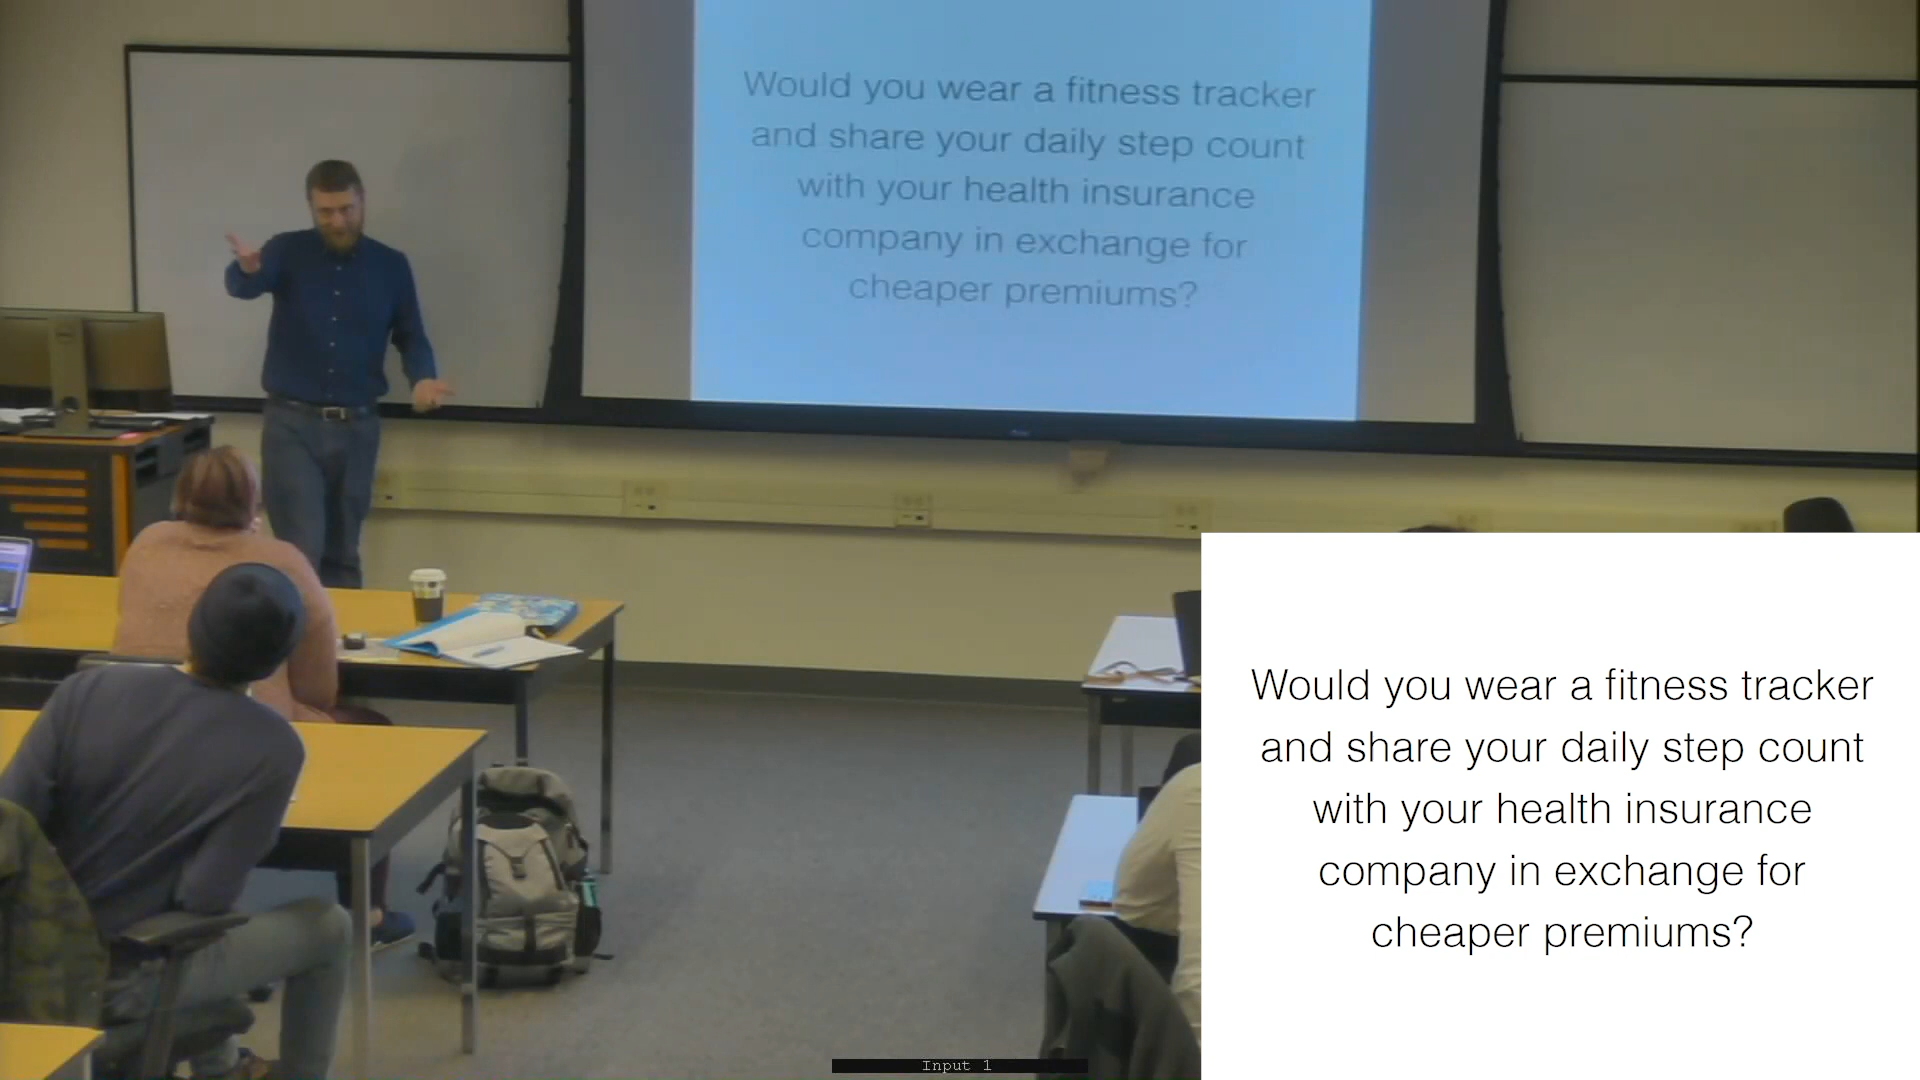 Would you wear a fitness tracker
and share your daily step count
with your health insurance
company in exchange for
cheaper premiums?
Would you wear a fitness tracker
and share your daily step count
with your health insurance
company in exchange for
cheaper premiums?
Input 1